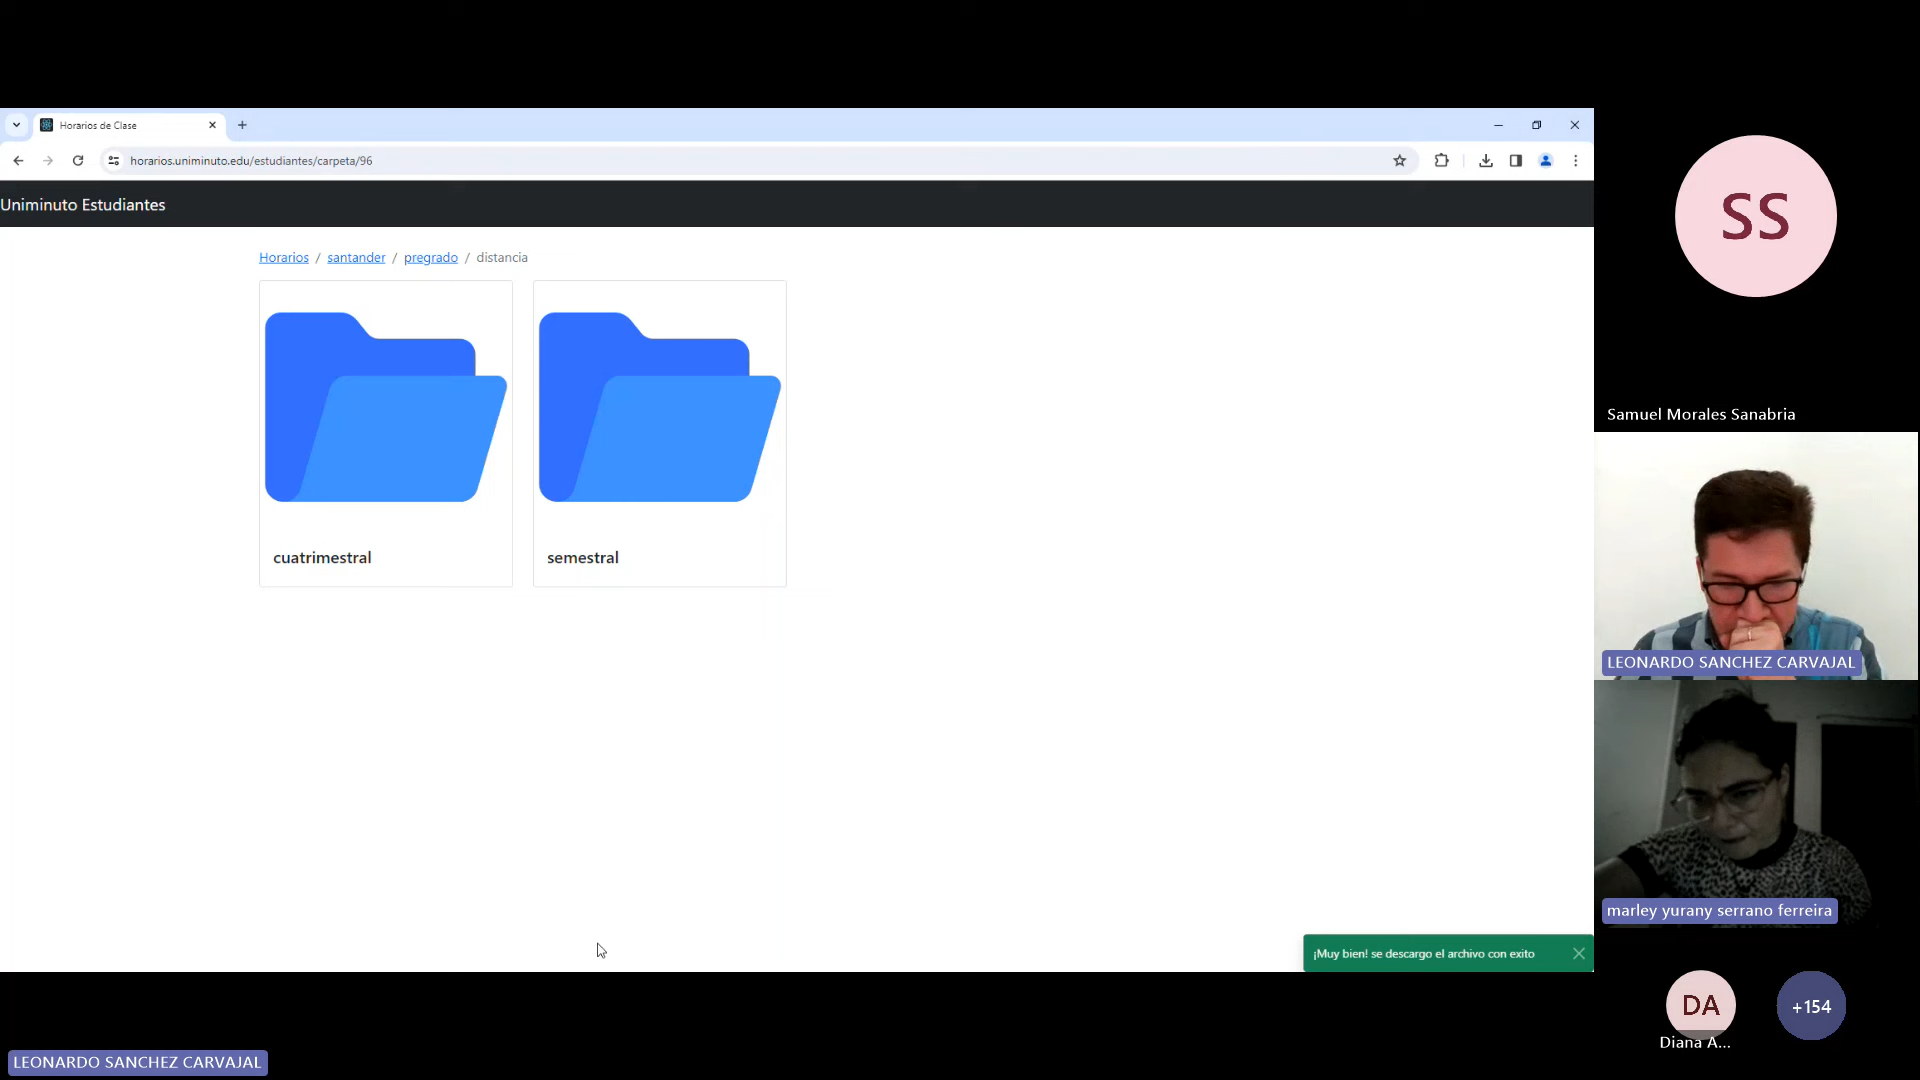 Horarios de Clase
horarios.uniminuto.edu/estudiantes/carpeta/96
Uniminuto Estudiantes
Horarios / santander / pregrado / distancia
cuatrimestral
semestral
¡Muy bien! se descargo el archivo con exito
SS
Samuel Morales Sanabria
LEONARDO SANCHEZ CARVAJAL
marley yurany serrano ferreira
DA
+154
Diana A...
LEONARDO SANCHEZ CARVAJAL